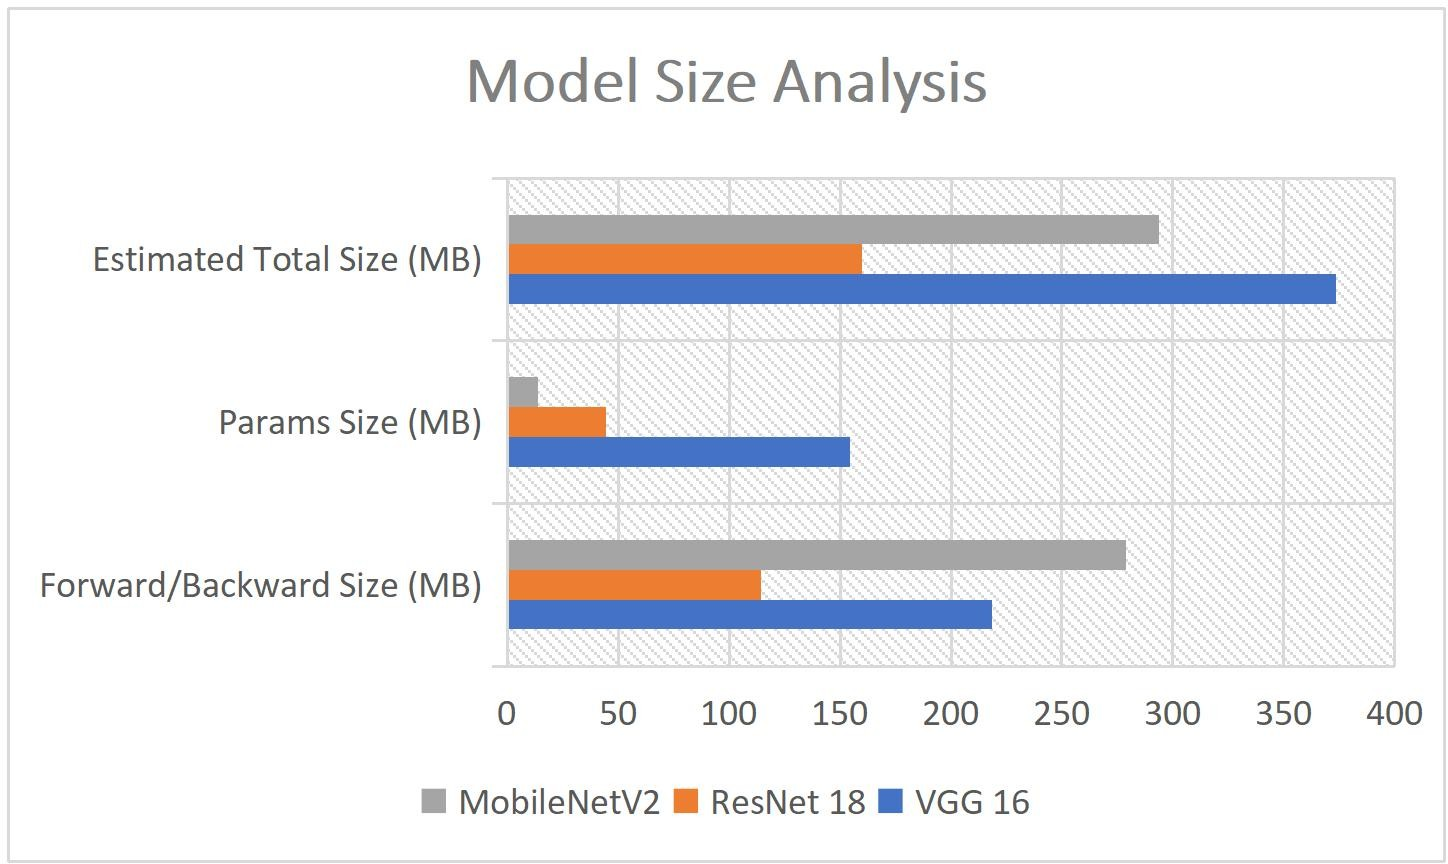 Model Size Analysis
Estimated Total Size (MB)
Params Size (MB)
Forward/Backward Size (MB)
0 50 100 150 200 250 300 350 400
MobileNetV2 ResNet 18 VGG 16